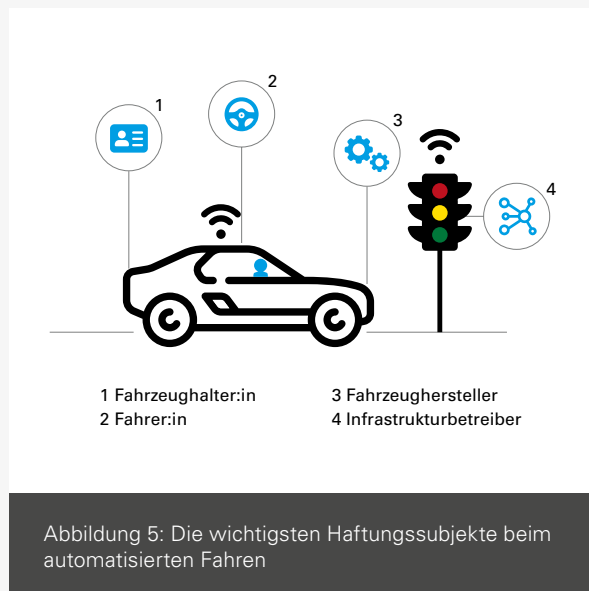 1
2
3
4
1 Fahrzeughalter:in
2 Fahrer:in
3 Fahrzeughersteller
4 Infrastrukturbetreiber
Abbildung 5: Die wichtigsten Haftungssubjekte beim
automatisierten Fahren